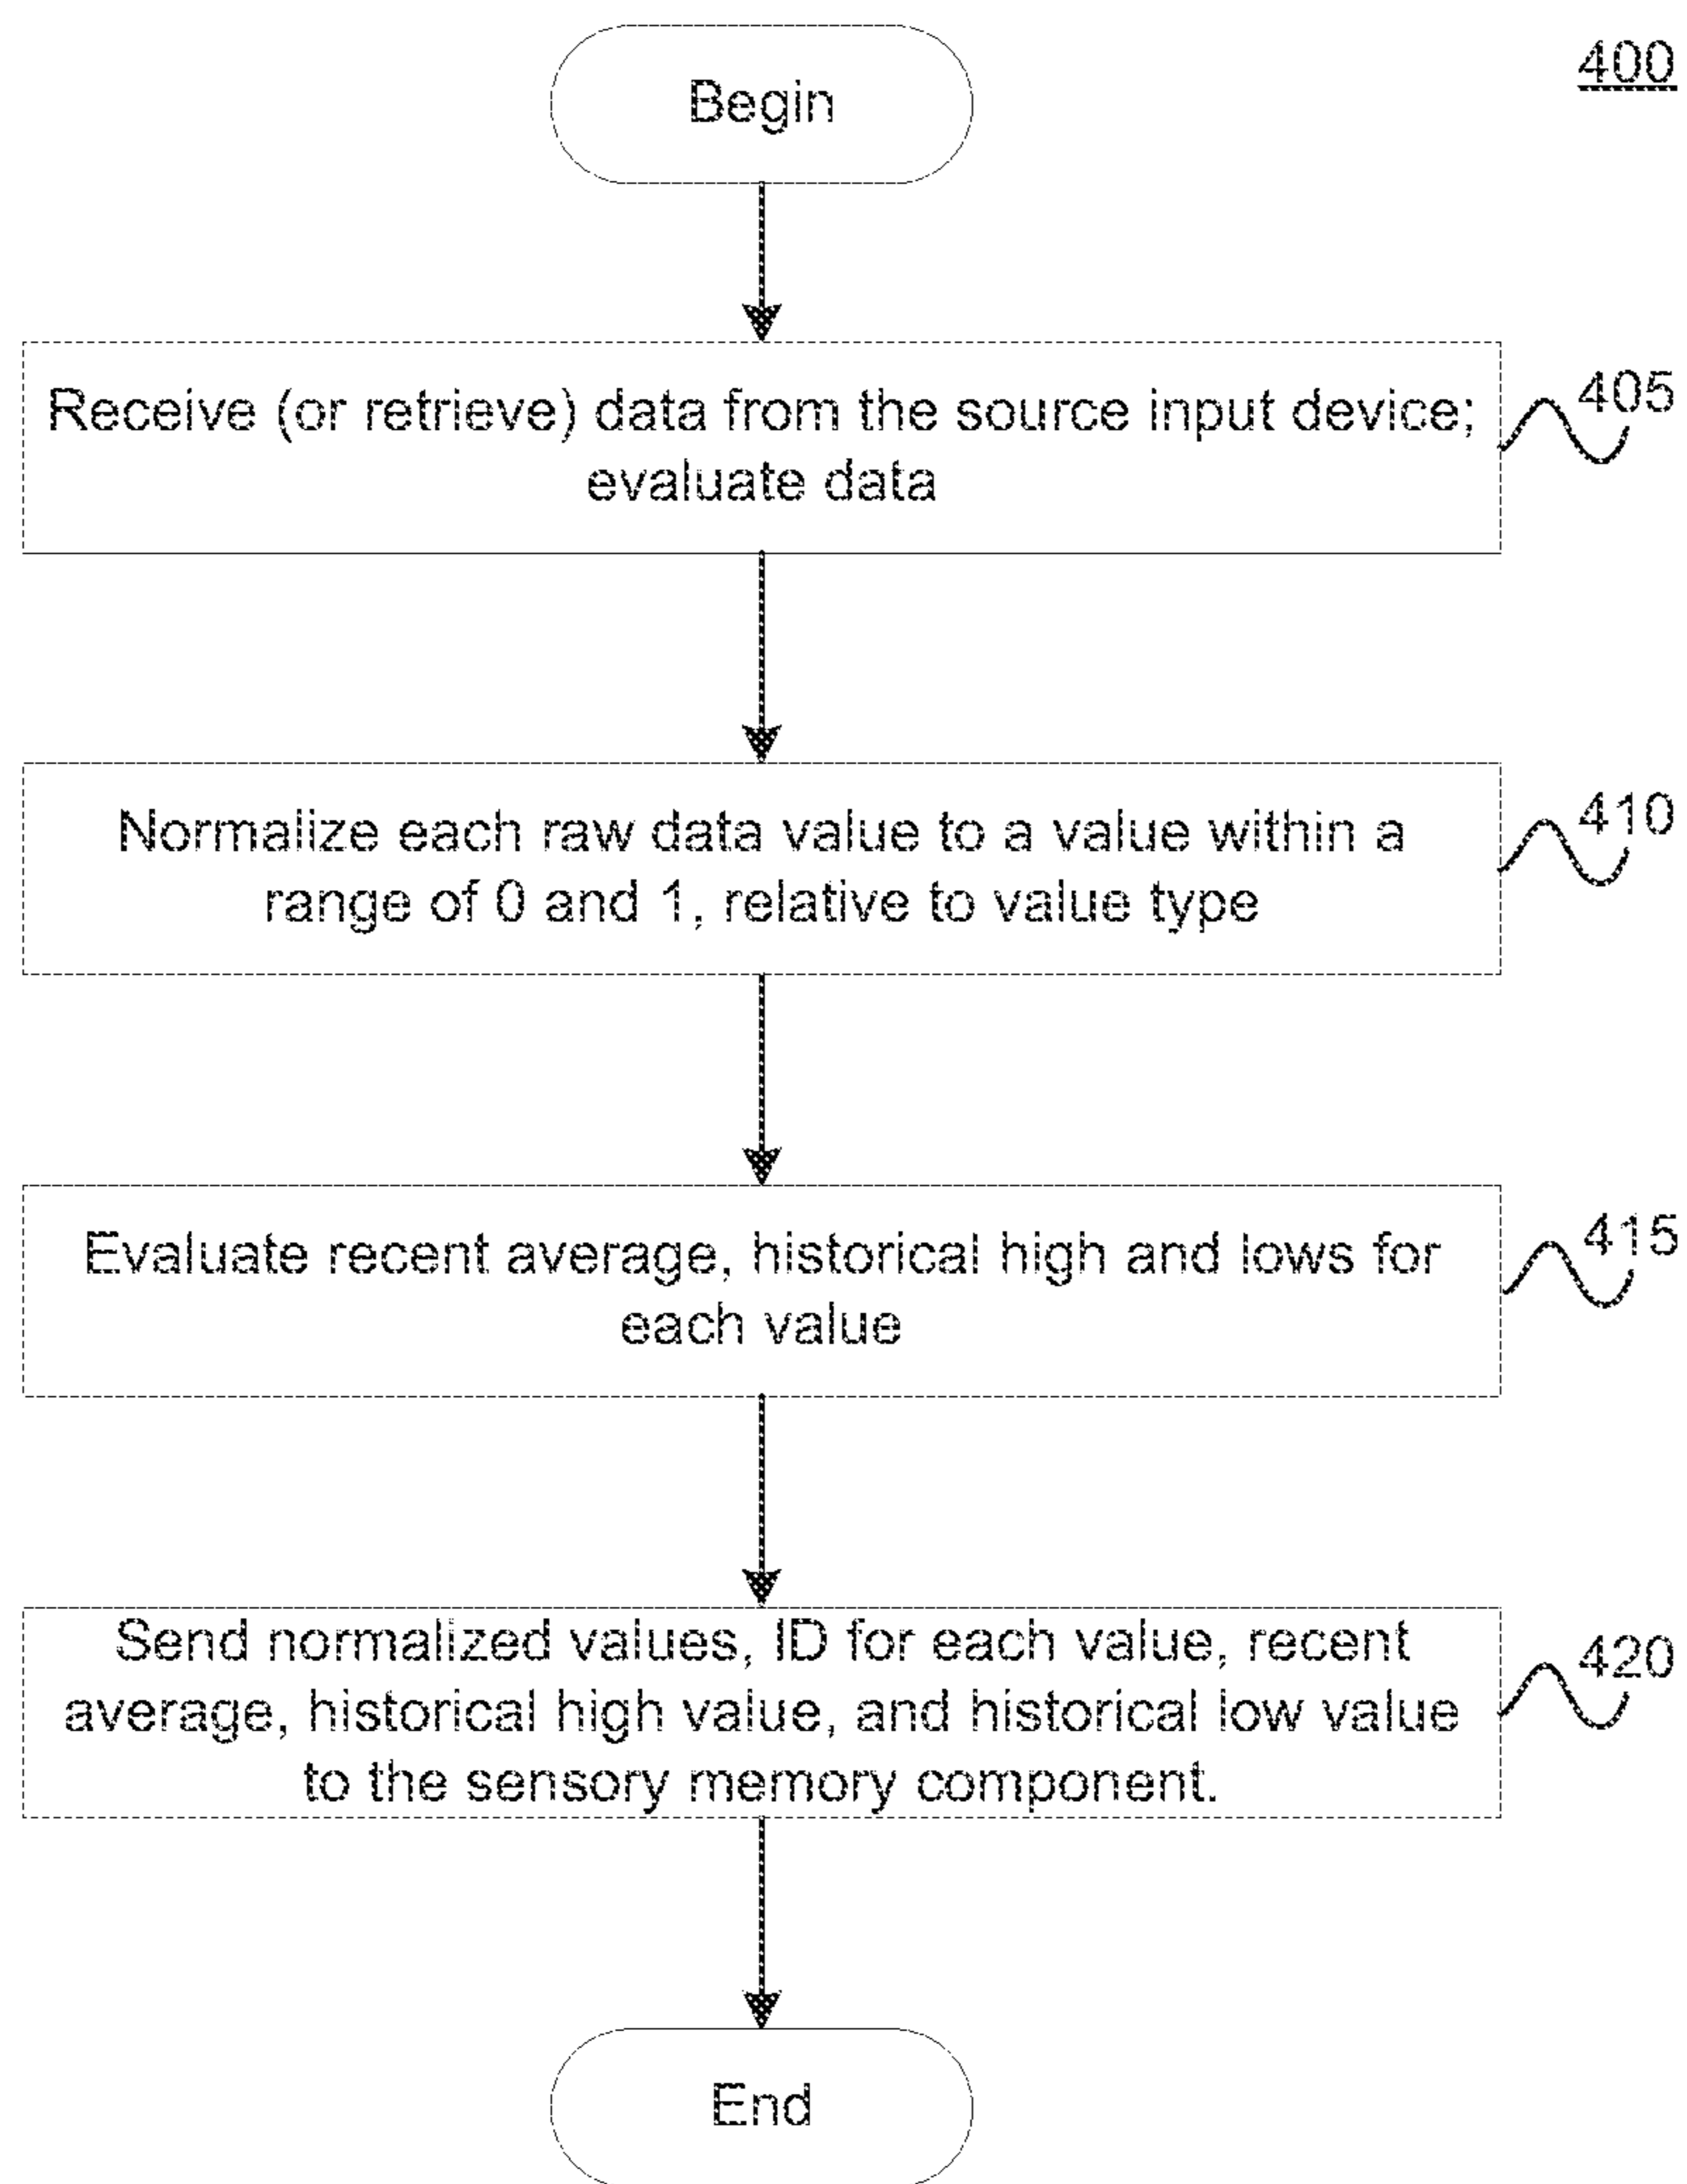 400
Begin
Receive (or retrieve) data from the source input device;
evaluate data
405
Normalize each raw data value to a value within a
range of 0 and 1, relative to value type
410
Evaluate recent average, historical high and lows for
each value
415
Send normalized values, ID for each value, recent
average, historical high value, and historical low value
to the sensory memory component.
420
End